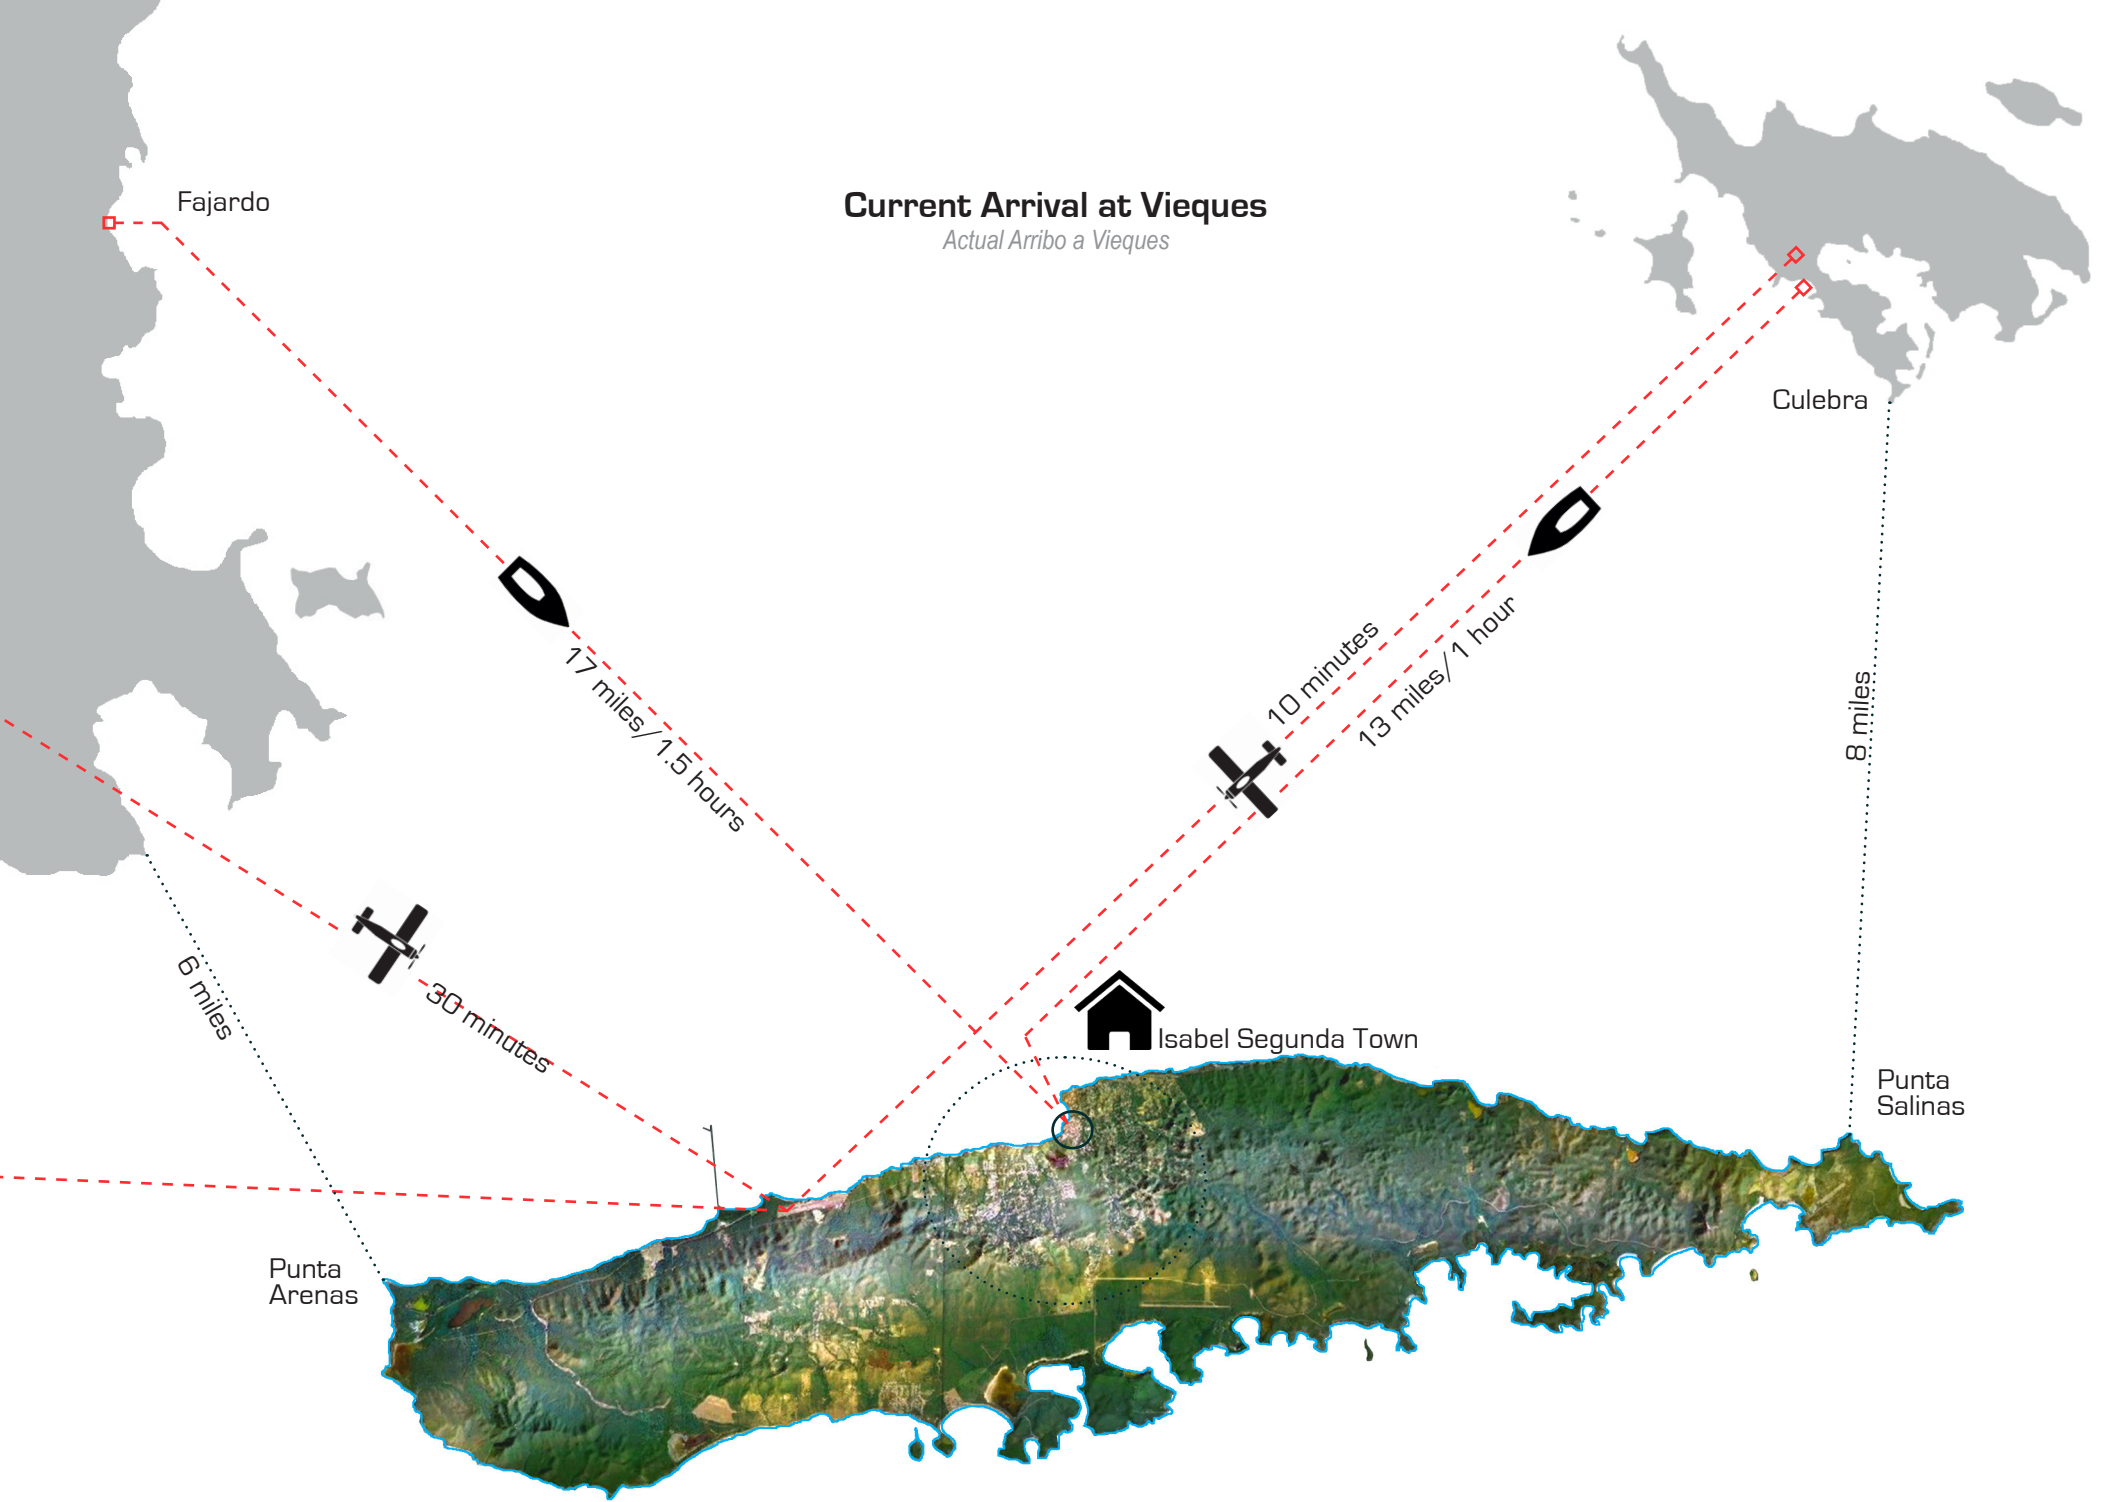 Fajardo
Current Arrival at Vieques
Actual Arribo a Vieques
Culebra
17 miles/1.5 hours
10 minutes
13 miles/1 hour
8 miles
6 miles
30 minutes
Isabel Segunda Town
Punta
Salinas
Punta
Arenas